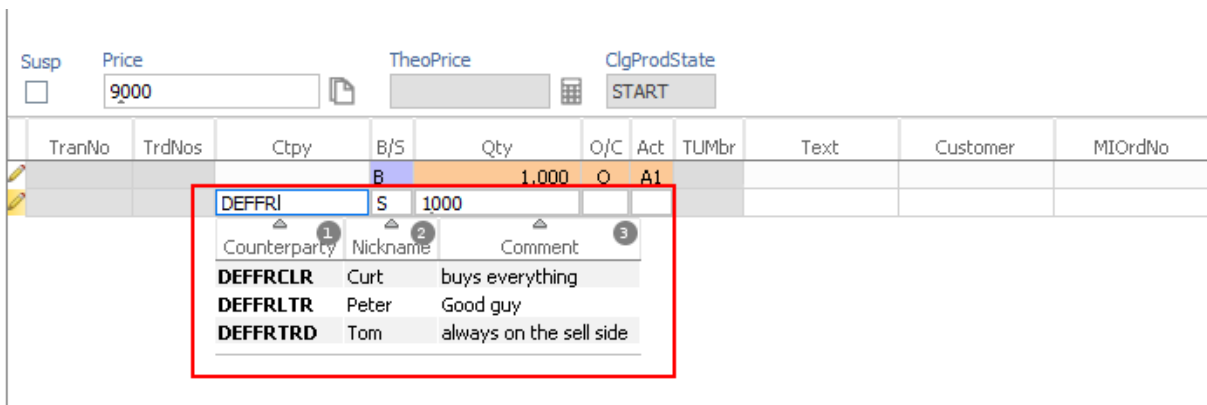 Susp Price TheoPrice ClgProdState
9000 START
TranNo TrdNos Ctpy B/S Qty O/C Act TUMbr Text Customer MIOrdNo
B 1,000 O A1
DEFFR S 1000
Counterparty 1 Nickname 2 Comment 3
DEFFRCLR Curt buys everything
DEFFRLTR Peter Good guy
DEFFRTRD Tom always on the sell side